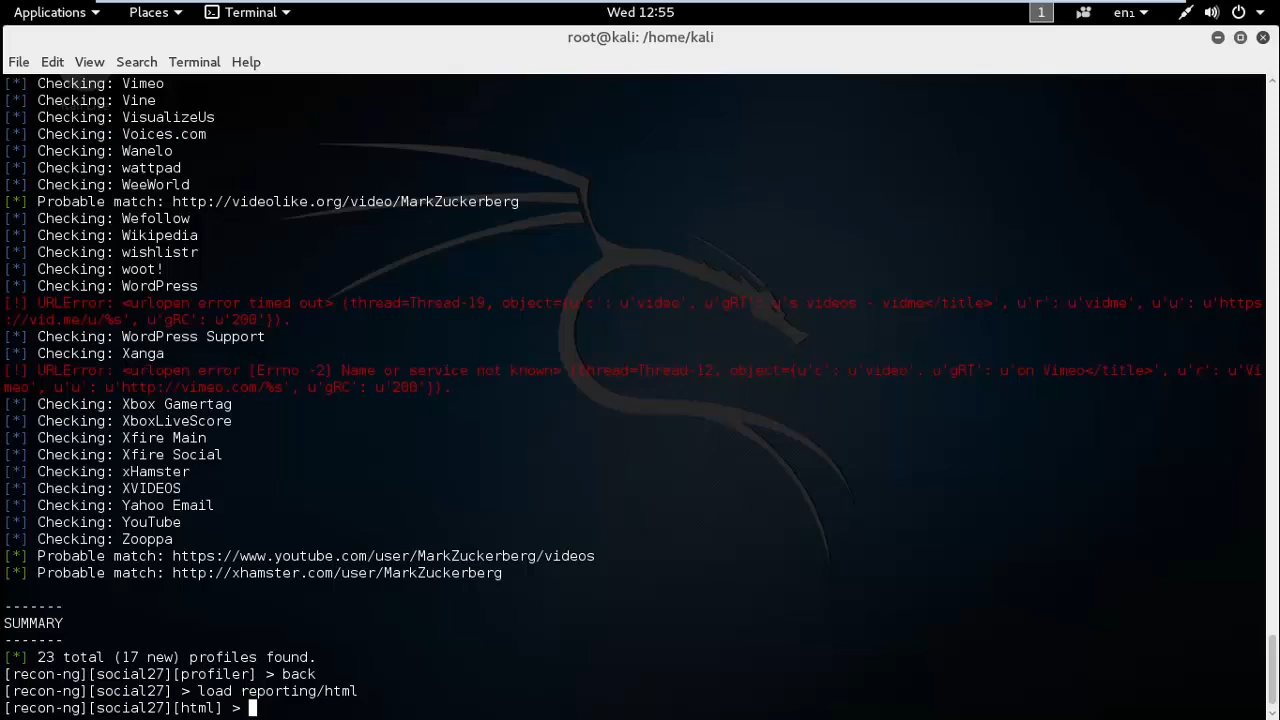 Applications Places Terminal Wed 12:55 1 en1
root@kali: /home/kali
File Edit View Search Terminal Help
[*] Checking: Vimeo
[*] Checking: Vine
[*] Checking: VisualizeUs
[*] Checking: Voices.com
[*] Checking: Wanelo
[*] Checking: wattpad
[*] Checking: WeeWorld
[*] Probable match: http://videolike.org/video/MarkZuckerberg
[*] Checking: Wefollow
[*] Checking: Wikipedia
[*] Checking: wishlistr
[*] Checking: woot!
[*] Checking: WordPress
[!] URLError: <urlopen error timed out> (thread=Thread-19, object={u'c': u'video', u'gRT': u's videos - vidme</title>', u'r': u'vidme', u'u': u'https
://vid.me/u/%s', u'gRC': u'200'}).
[*] Checking: WordPress Support
[*] Checking: Xanga
[!] URLError: <urlopen error [Errno -2] Name or service not known> (thread=Thread-12, object={u'c': u'video', u'gRT': u'on Vimeo</title>', u'r': u'Vi
meo', u'u': u'http://vimeo.com/%s', u'gRC': u'200'}).
[*] Checking: Xbox Gamertag
[*] Checking: XboxLiveScore
[*] Checking: Xfire Main
[*] Checking: Xfire Social
[*] Checking: xHamster
[*] Checking: XVIDEOS
[*] Checking: Yahoo Email
[*] Checking: YouTube
[*] Checking: Zooppa
[*] Probable match: https://www.youtube.com/user/MarkZuckerberg/videos
[*] Probable match: http://xhamster.com/user/MarkZuckerberg
-------
SUMMARY
-------
[*] 23 total (17 new) profiles found.
[recon-ng][social27][profiler] > back
[recon-ng][social27] > load reporting/html
[recon-ng][social27][html] >